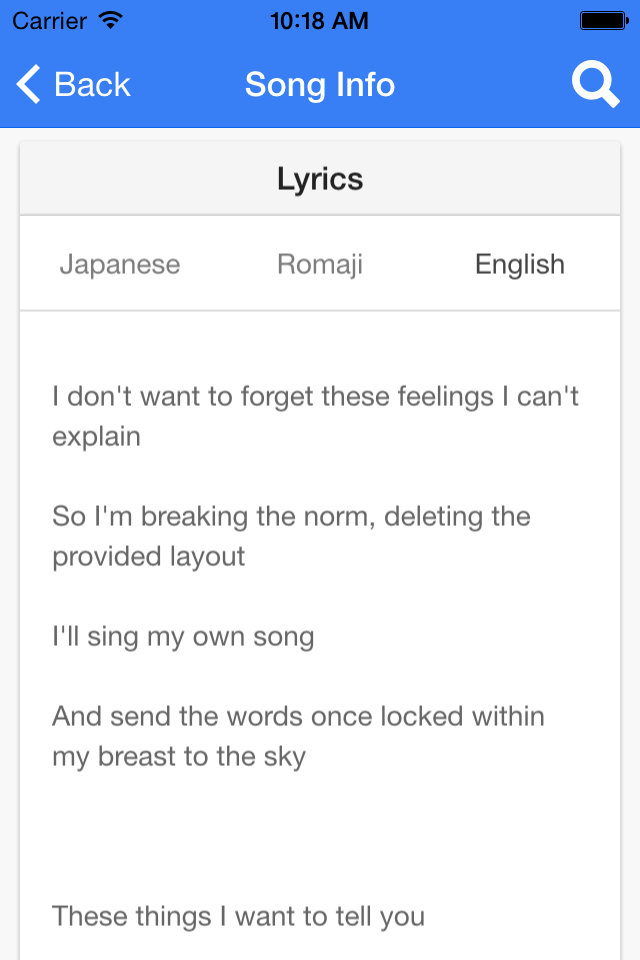 Carrier 10:18 AM
Back Song Info
Lyrics
Japanese Romaji English
I don't want to forget these feelings I can't
explain
So I'm breaking the norm, deleting the
provided layout
I'll sing my own song
And send the words once locked within
my breast to the sky
These things I want to tell you